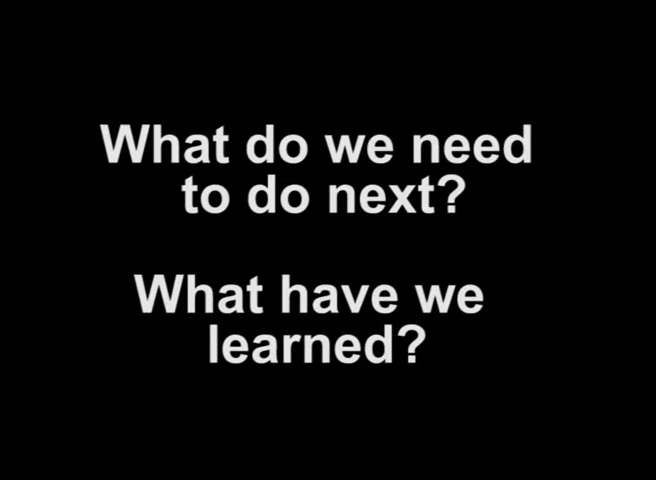 What do we need
to do next?
What have we
learned?